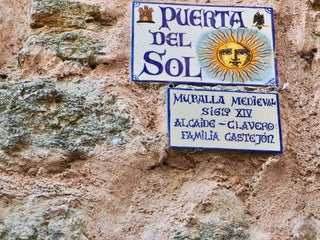 PUERTA
DEL
SOL
MURALLA MEDIEVAL
SIGLO XIV
ALCAIDE - CLAVERO:
FAMILIA CASTEJÓN